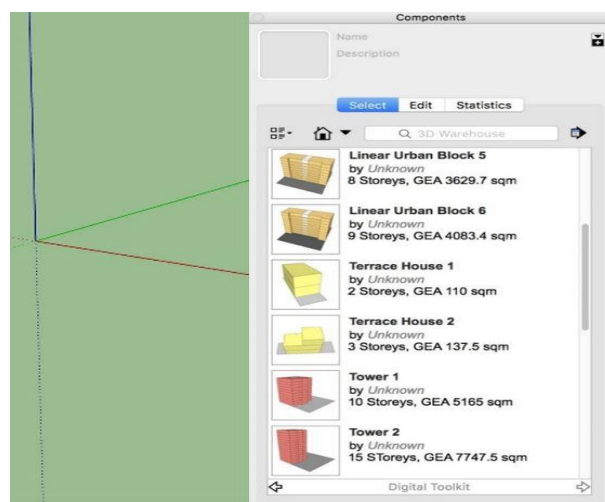 Components
Name
Description
Select Edit Statistics
3D Warehouse
Linear Urban Block 5
by Unknown
8 Storeys, GEA 3629.7 sqm
Linear Urban Block 6
by Unknown
9 Storeys, GEA 4083.4 sqm
Terrace House 1
by Unknown
2 Storeys, GEA 110 sqm
Terrace House 2
by Unknown
3 Storeys, GEA 137.5 sqm
Tower 1
by Unknown
10 Storeys, GEA 5165 sqm
Tower 2
by Unknown
15 SToreys, GEA 7747.5 sqm
Digital Toolkit